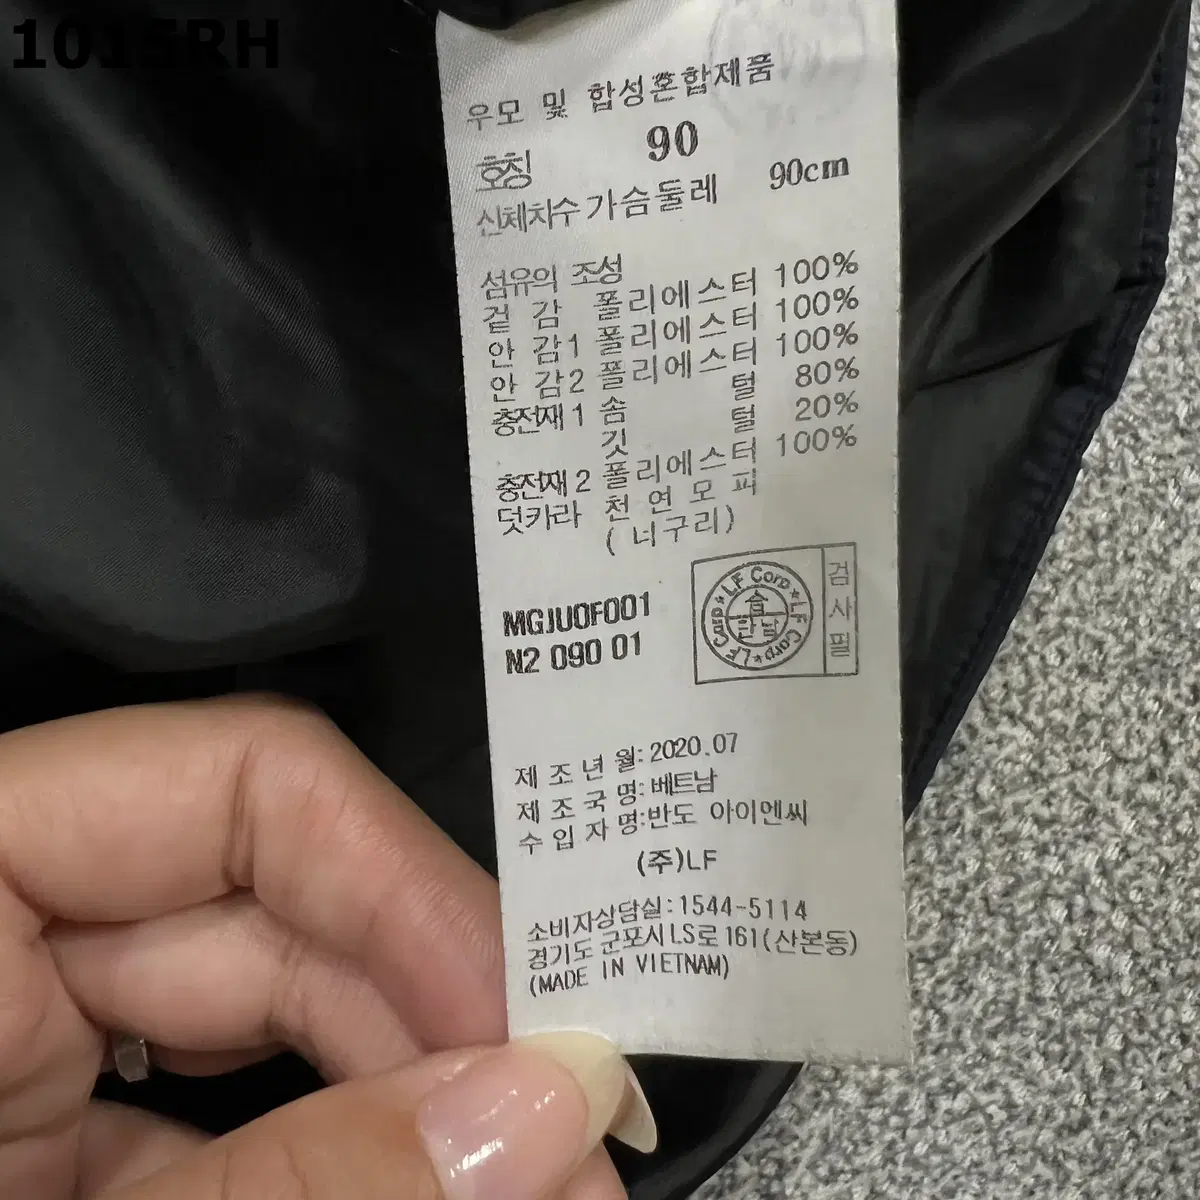 1015RH
우모 및 합성혼합제품
호칭 90
신체치수 가슴둘레 90cm
섬유의 조성
겉 감 폴리에스터 100%
안 감1 폴리에스터 100%
안 감2 폴리에스터 100%
충전재1 솜 털 80%
깃 털 20%
충전재2 폴리에스터 100%
덧카라 천 연 모 피
( 너구리)
MGJU0F001
N2 090 01
LF Corp★LF Corp★LF Corp★
검사필
제 조 년 월:2020.07
제 조 국 명:베트남
수 입 자 명:반도 아이엔씨
(주)LF
소비자상담실:1544-5114
경기도 군포시 LS로 161(산본동)
(MADE IN VIETNAM)